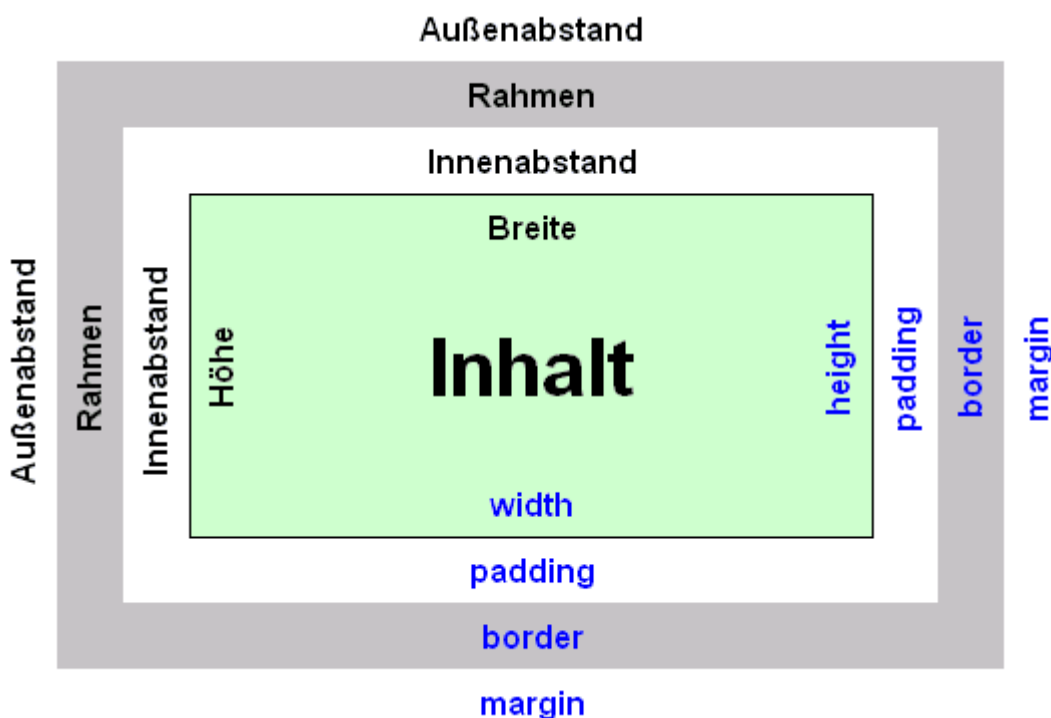 Außenabstand
Rahmen
Innenabstand
Breite
Außenabstand
Rahmen
Innenabstand
Höhe
Inhalt
height
padding
border
margin
width
padding
border
margin